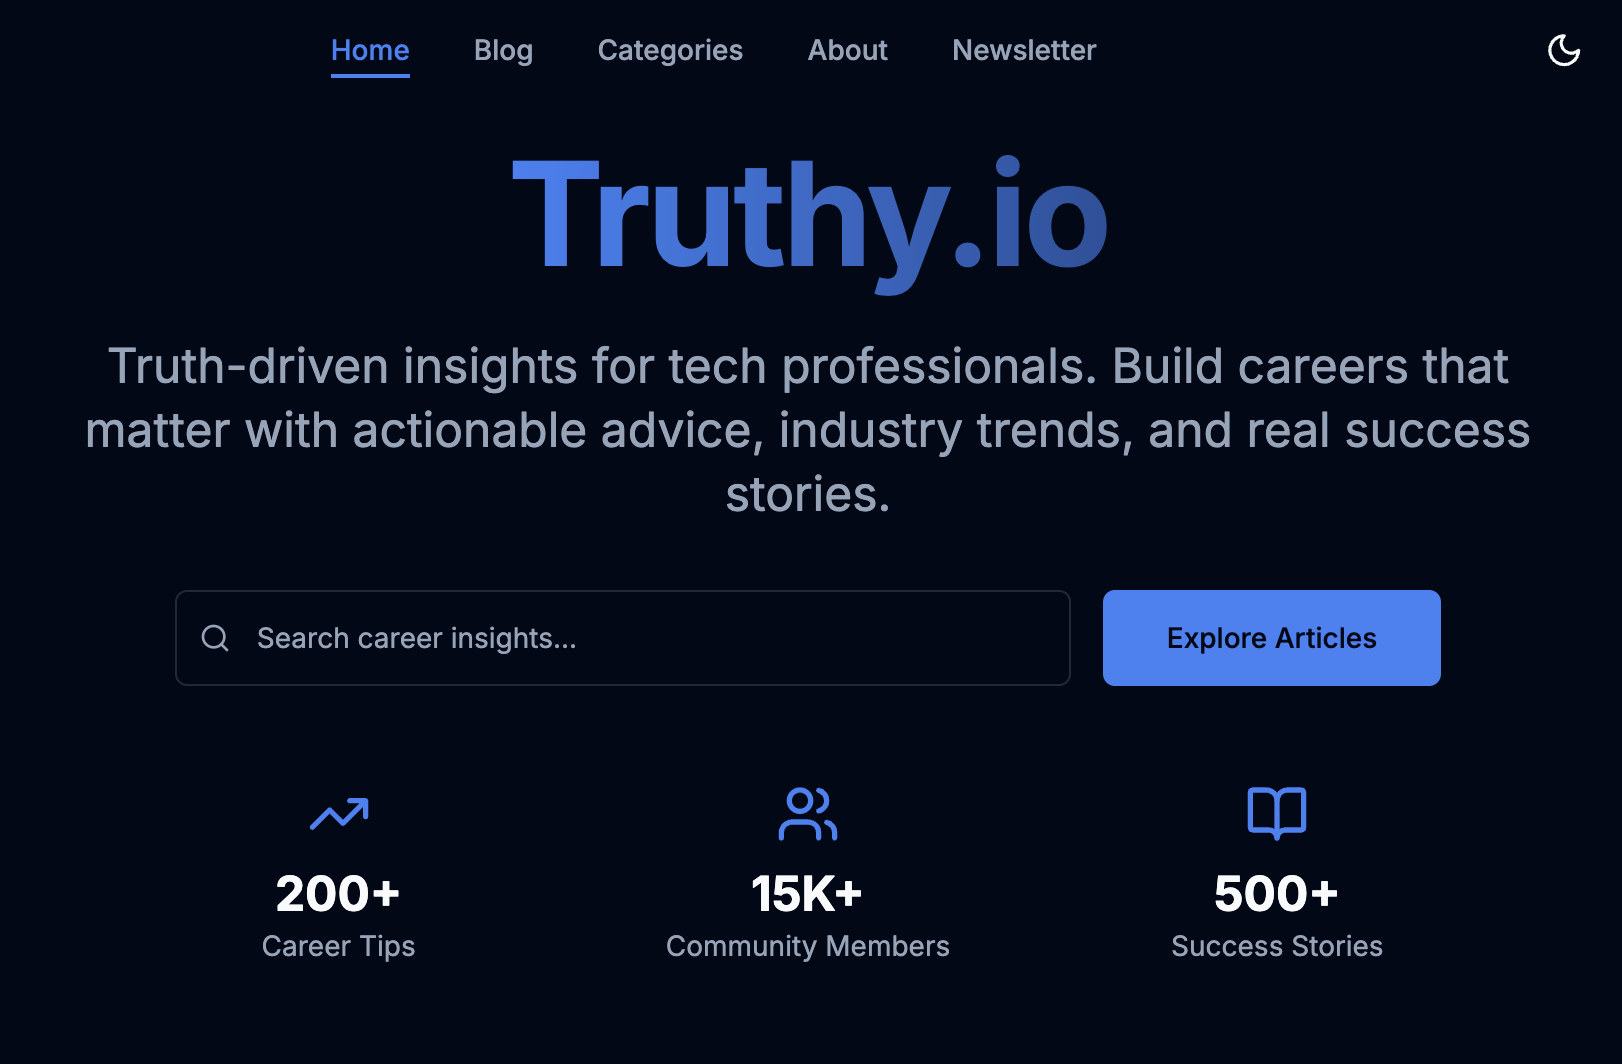 Home Blog Categories About Newsletter
Truthy.io
Truth-driven insights for tech professionals. Build careers that
matter with actionable advice, industry trends, and real success
stories.
Search career insights...
Explore Articles
200+ 15K+ 500+
Career Tips Community Members Success Stories